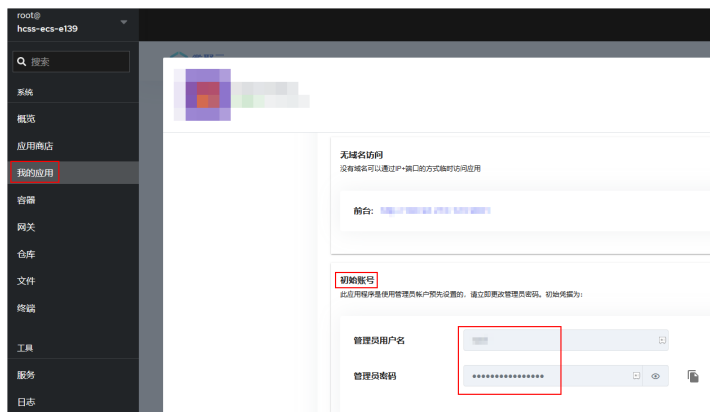 root@
hcss-ecs-e139
搜索
系统
概览
应用商店
我的应用
容器
网关
仓库
文件
终端
工具
服务
日志
无域名访问
没有域名可以通过IP+端口的方式临时访问应用
前台:
初始账号
此应用程序是使用管理员帐户预先设置的，请立即更改管理员密码。初始凭据为:
管理员用户名
管理员密码